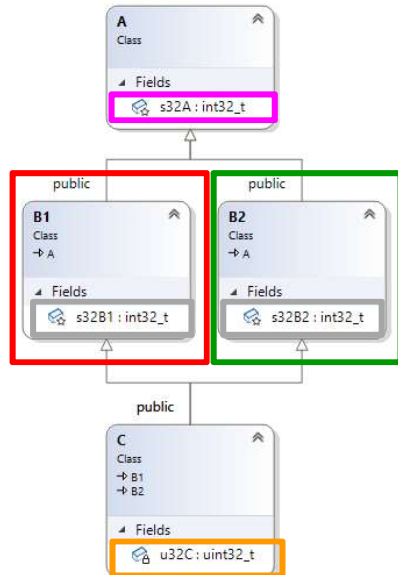 A
Class
Fields
s32A : int32_t
public
public
B1
Class
A
Fields
s32B1 : int32_t
B2
Class
A
Fields
s32B2 : int32_t
public
C
Class
B1
B2
Fields
u32C : uint32_t